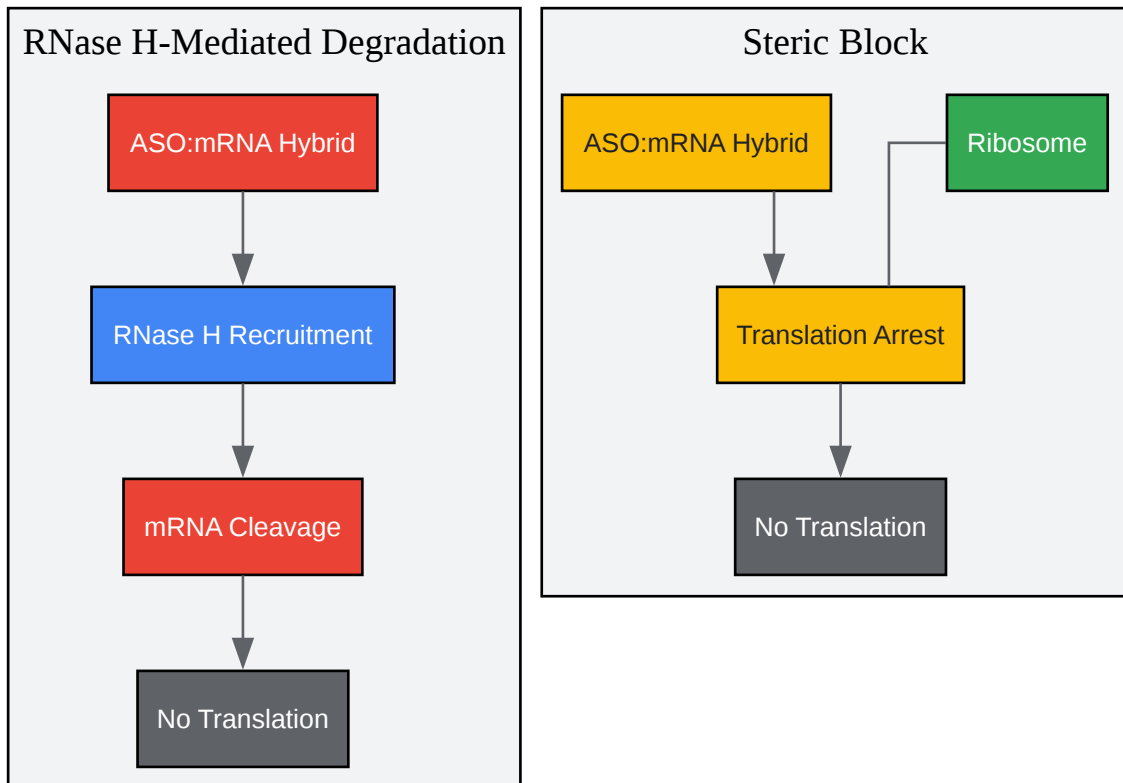 RNase H-Mediated Degradation
ASO:mRNA Hybrid
RNase H Recruitment
mRNA Cleavage
No Translation
Steric Block
ASO:mRNA Hybrid
Ribosome
Translation Arrest
No Translation